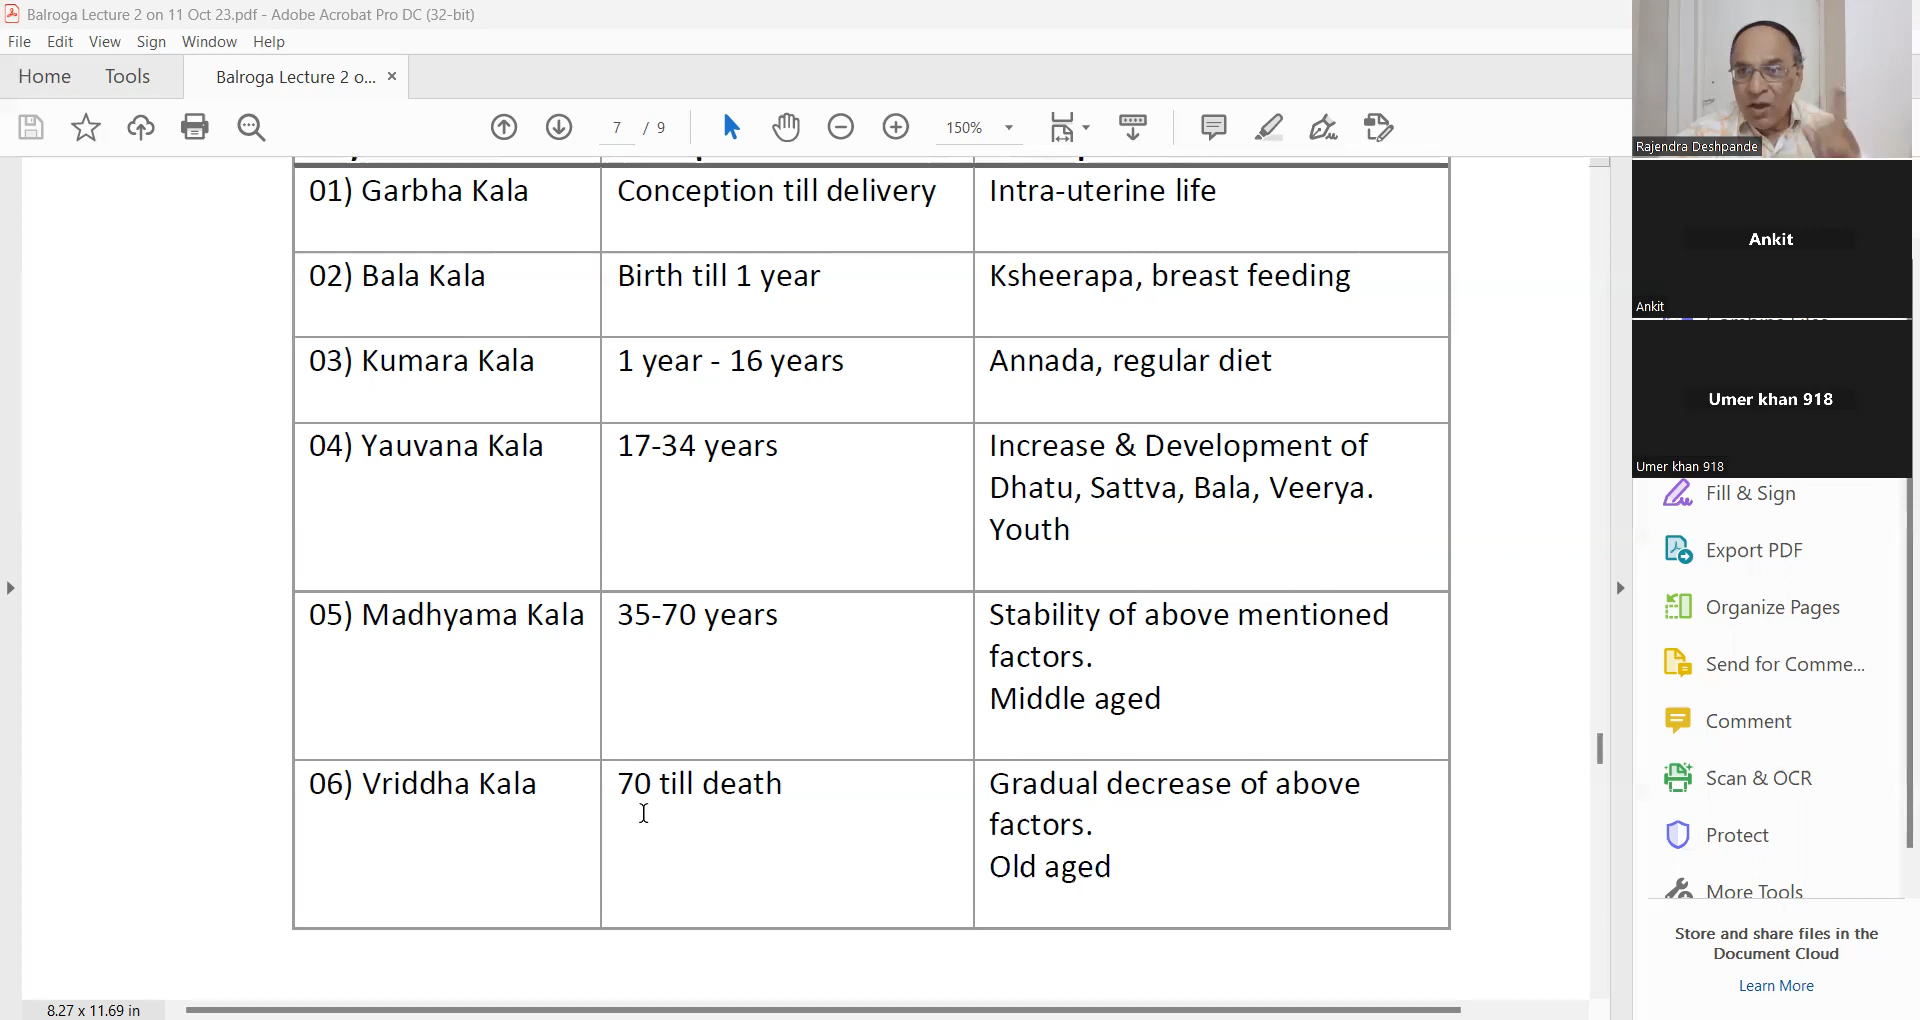 Balroga Lecture 2 on 11 Oct 23.pdf - Adobe Acrobat Pro DC (32-bit)
File Edit View Sign Window Help
Home Tools Balroga Lecture 2 o... ×
7 / 9 150%
01) Garbha Kala Conception till delivery Intra-uterine life
02) Bala Kala Birth till 1 year Ksheerapa, breast feeding
03) Kumara Kala 1 year - 16 years Annada, regular diet
04) Yauvana Kala 17-34 years Increase & Development of
Dhatu, Sattva, Bala, Veerya.
Youth
05) Madhyama Kala 35-70 years Stability of above mentioned
factors.
Middle aged
06) Vriddha Kala 70 till death Gradual decrease of above
factors.
Old aged
8.27 x 11.69 in
Rajendra Deshpande
Ankit
Ankit
Umer khan 918
Umer khan 918
Fill & Sign
Export PDF
Organize Pages
Send for Comme...
Comment
Scan & OCR
Protect
More Tools
Store and share files in the
Document Cloud
Learn More